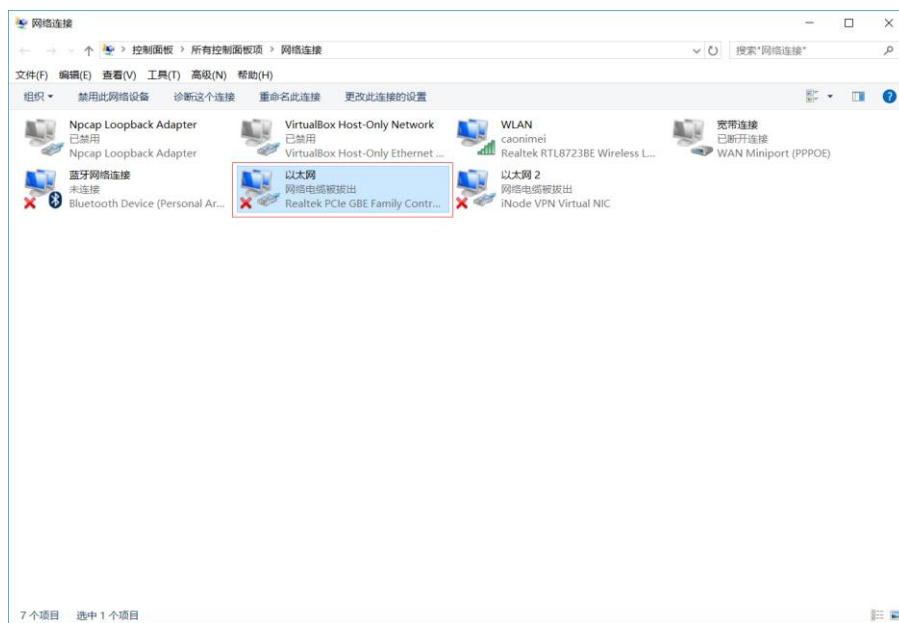 网络连接
控制面板 > 所有控制面板项 > 网络连接
搜索"网络连接"
文件(F) 编辑(E) 查看(V) 工具(T) 高级(N) 帮助(H)
组织 禁用此网络设备 诊断这个连接 重命名此连接 更改此连接的设置
Npcap Loopback Adapter
已禁用
Npcap Loopback Adapter
VirtualBox Host-Only Network
已禁用
VirtualBox Host-Only Ethernet ...
WLAN
caonimei
Realtek RTL8723BE Wireless L...
宽带连接
已断开连接
WAN Miniport (PPPOE)
蓝牙网络连接
未连接
Bluetooth Device (Personal Ar...
以太网
网络电缆被拔出
Realtek PCIe GBE Family Contr...
以太网 2
网络电缆被拔出
iNode VPN Virtual NIC
7 个项目 选中 1 个项目